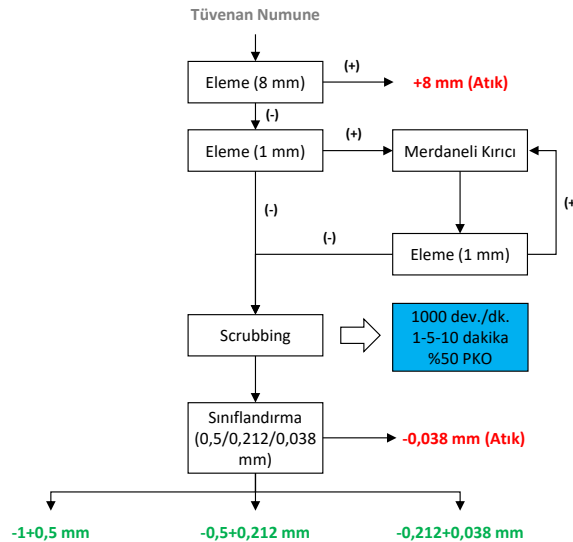 Tüvenan Numune
Eleme (8 mm)
(+)
+8 mm (Atık)
(-)
Eleme (1 mm)
(+)
Merdaneli Kırıcı
(-)
(-)
(+
Eleme (1 mm)
Scrubbing
1000 dev./dk.
1-5-10 dakika
%50 PKO
Sınıflandırma
(0,5/0,212/0,038
mm)
-0,038 mm (Atık)
-1+0,5 mm
-0,5+0,212 mm
-0,212+0,038 mm